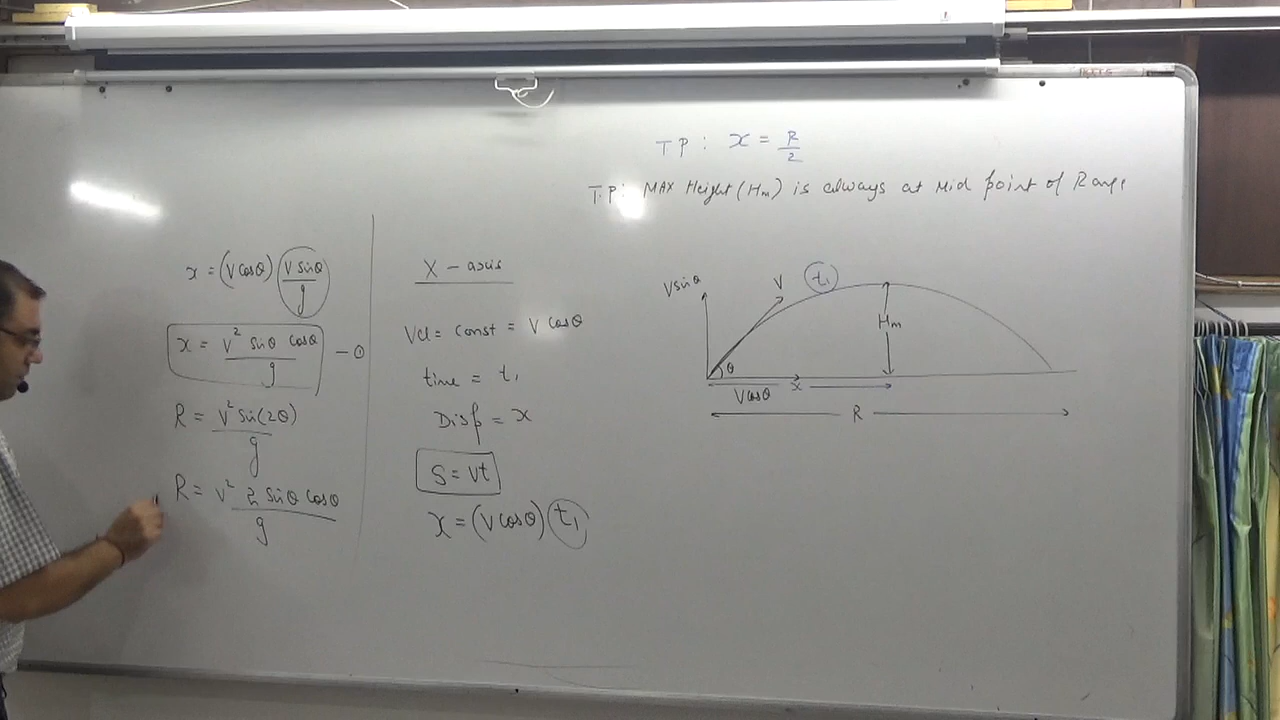 TP: x = R/2
T.P: MAX Height (Hm) is always at Mid point of Range
x = (V cosθ) (V sinθ/g)
x = V² sinθ cosθ/g — ①
R = V² Sin(2θ)/g
R = V² 2 Sinθ Cosθ/g
X - axis
Vel = Const = V Cosθ
time = t₁
Disp = x
S = Vt
x = (V Cosθ) t₁
V sinθ
V
t₁
Hm
θ
V cosθ
x
R